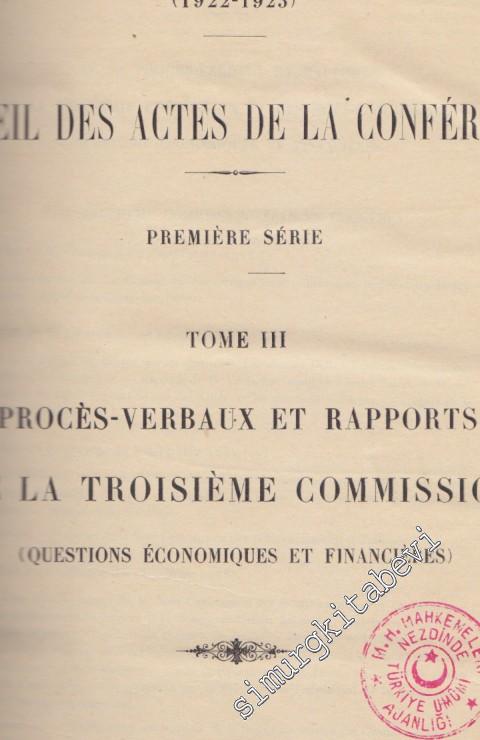 (1922-1923)
EIL DES ACTES DE LA CONFÉR
PREMIÈRE SÉRIE
TOME III
PROCÈS-VERBAUX ET RAPPORTS
LA TROISIÈME COMMISSIO
(QUESTIONS ÉCONOMIQUES ET FINANCIÈRES)
simurgkitabevi
M. H. MAHKEMELERİ
NEZDİNDE
TÜRKİYE UMUMİ
AJANLIĞI